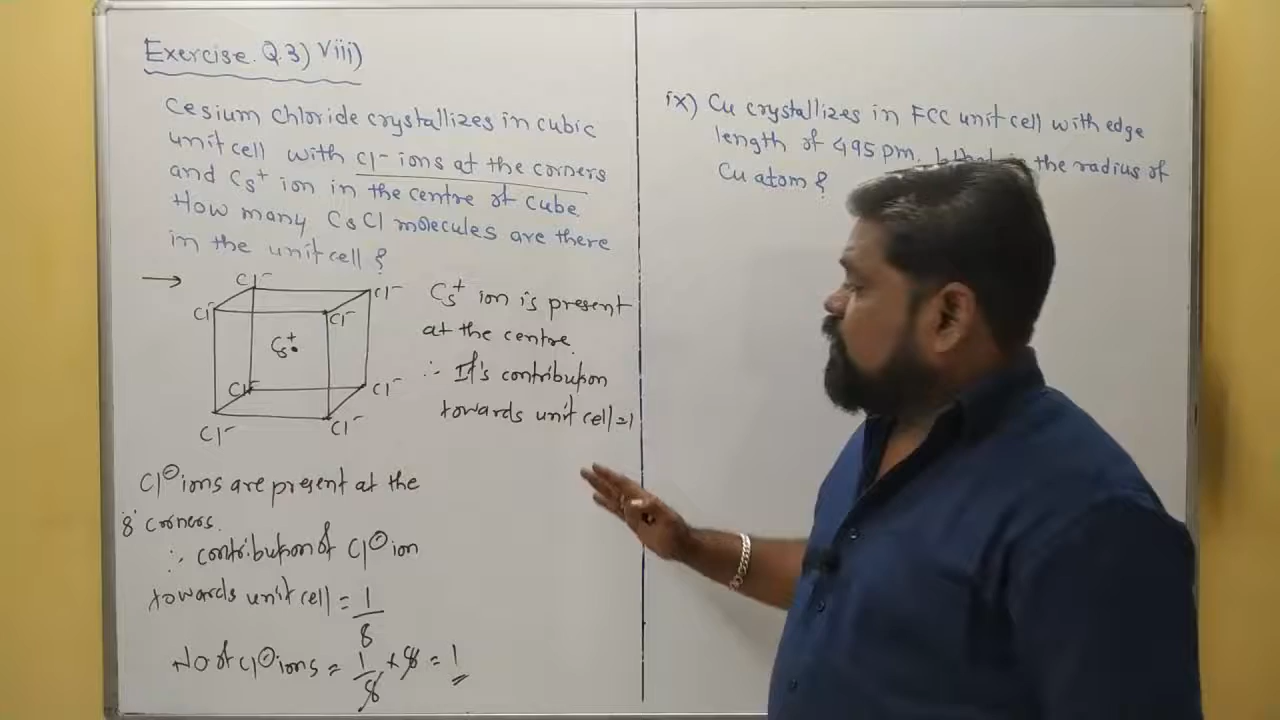 Exercise. Q.3) viii)
Cesium chloride crystallizes in cubic
unit cell with Cl- ions at the corners
and Cs+ ion in the centre of cube.
How many CsCl molecules are there
in the unit cell?
→
Cl-
Cl-
Cl-
Cl-
Cs+
Cl-
Cl-
Cl-
Cl-
Cs+ ion is present
at the centre.
∴ It's contribution
towards unit cell=1
Cl⊖ ions are present at the
'8' corners.
∴ contribution of Cl⊖ ion
towards unit cell = 1/8
No of Cl⊖ ions = 1/8 × 8 = 1
ix) Cu crystallizes in FCC unit cell with edge
length of 495 pm. the radius of
Cu atom?